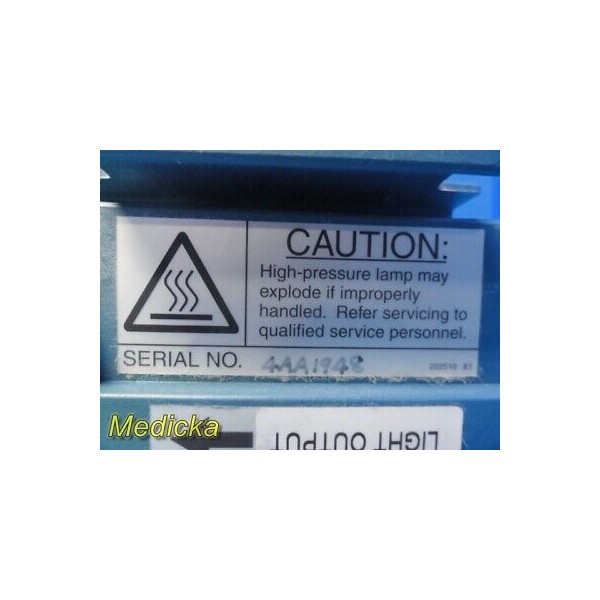 CAUTION:
High-pressure lamp may
explode if improperly
handled. Refer servicing to
qualified service personnel.
SERIAL NO. 4AA1948
Medicka
LIGHT OUTPUT